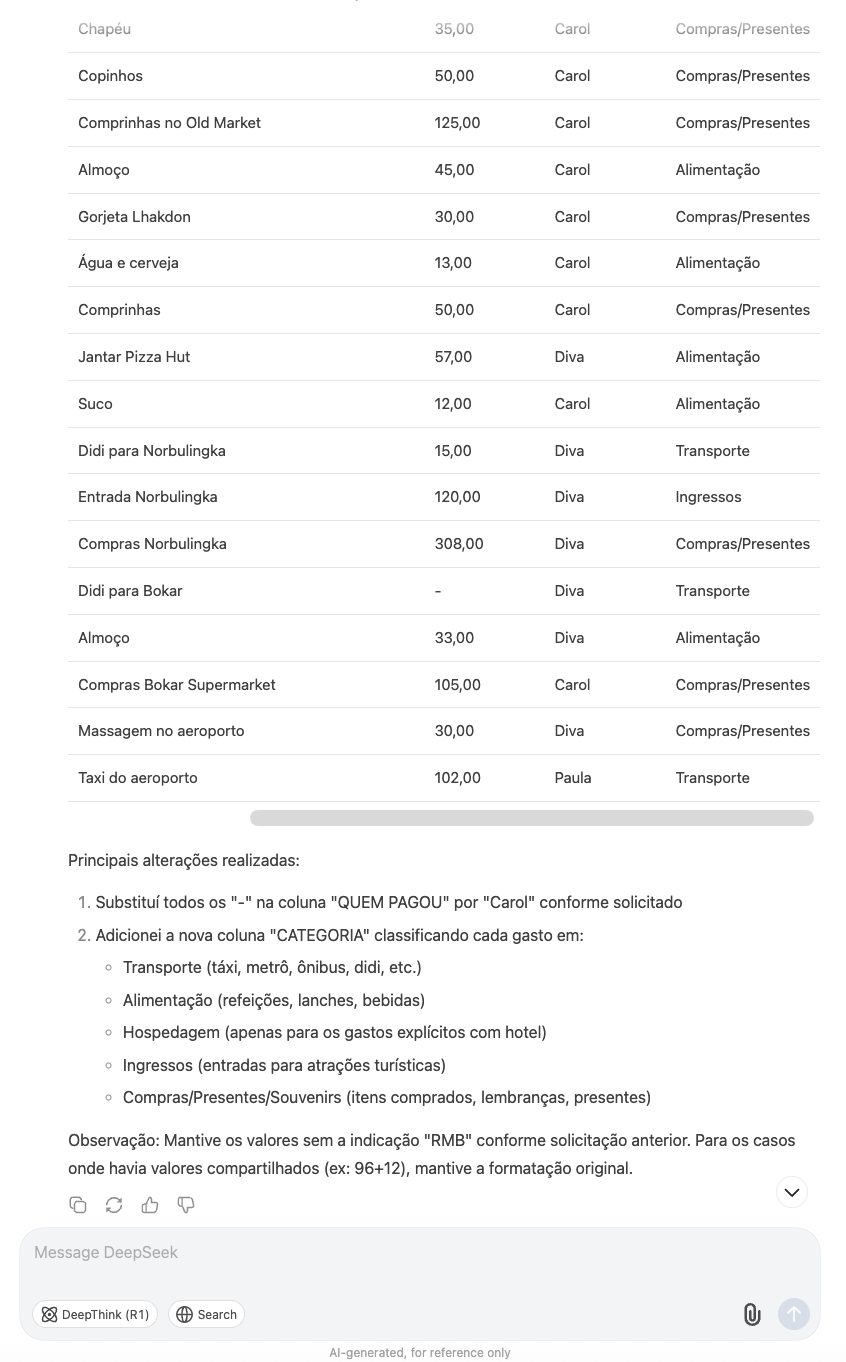 Chapéu 35,00 Carol Compras/Presentes
Copinhos 50,00 Carol Compras/Presentes
Comprinhas no Old Market 125,00 Carol Compras/Presentes
Almoço 45,00 Carol Alimentação
Gorjeta Lhakdon 30,00 Carol Compras/Presentes
Água e cerveja 13,00 Carol Alimentação
Comprinhas 50,00 Carol Compras/Presentes
Jantar Pizza Hut 57,00 Diva Alimentação
Suco 12,00 Carol Alimentação
Didi para Norbulingka 15,00 Diva Transporte
Entrada Norbulingka 120,00 Diva Ingressos
Compras Norbulingka 308,00 Diva Compras/Presentes
Didi para Bokar - Diva Transporte
Almoço 33,00 Diva Alimentação
Compras Bokar Supermarket 105,00 Carol Compras/Presentes
Massagem no aeroporto 30,00 Diva Compras/Presentes
Taxi do aeroporto 102,00 Paula Transporte
Principais alterações realizadas:
1. Substituí todos os "-" na coluna "QUEM PAGOU" por "Carol" conforme solicitado
2. Adicionei a nova coluna "CATEGORIA" classificando cada gasto em:
◦ Transporte (táxi, metrô, ônibus, didi, etc.)
◦ Alimentação (refeições, lanches, bebidas)
◦ Hospedagem (apenas para os gastos explícitos com hotel)
◦ Ingressos (entradas para atrações turísticas)
◦ Compras/Presentes/Souvenirs (itens comprados, lembranças, presentes)
Observação: Mantive os valores sem a indicação "RMB" conforme solicitação anterior. Para os casos
onde havia valores compartilhados (ex: 96+12), mantive a formatação original.
Message DeepSeek
DeepThink (R1) Search
AI-generated, for reference only